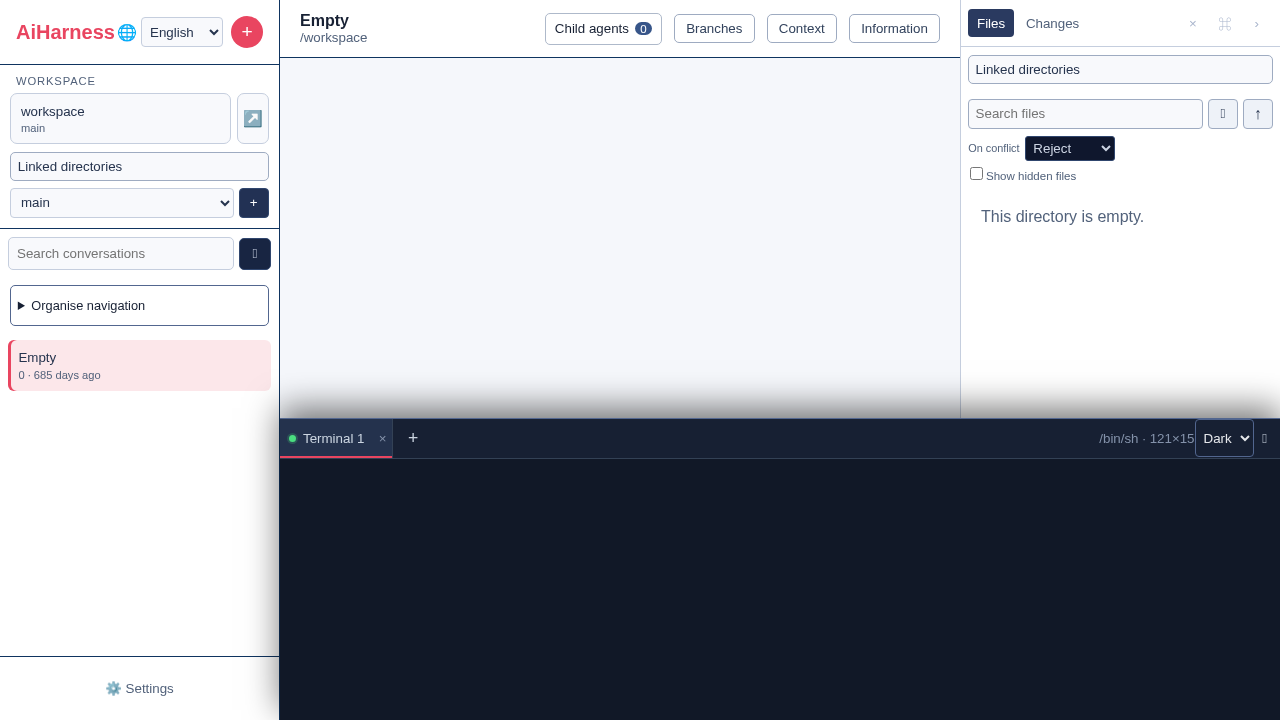 AiHarness
English
+
WORKSPACE
workspace
main
Linked directories
main
+
Search conversations
Organise navigation
Empty
0 · 685 days ago
Settings
Empty
/workspace
Child agents 0
Branches
Context
Information
Files
Changes
×
⌘
›
Linked directories
Search files
↑
On conflict
Reject
Show hidden files
This directory is empty.
Terminal 1
×
+
/bin/sh · 121×15
Dark